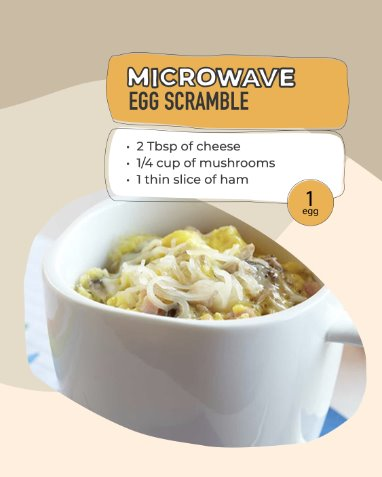 MICROWAVE
EGG SCRAMBLE
• 2 Tbsp of cheese
• 1/4 cup of mushrooms
• 1 thin slice of ham
1
egg